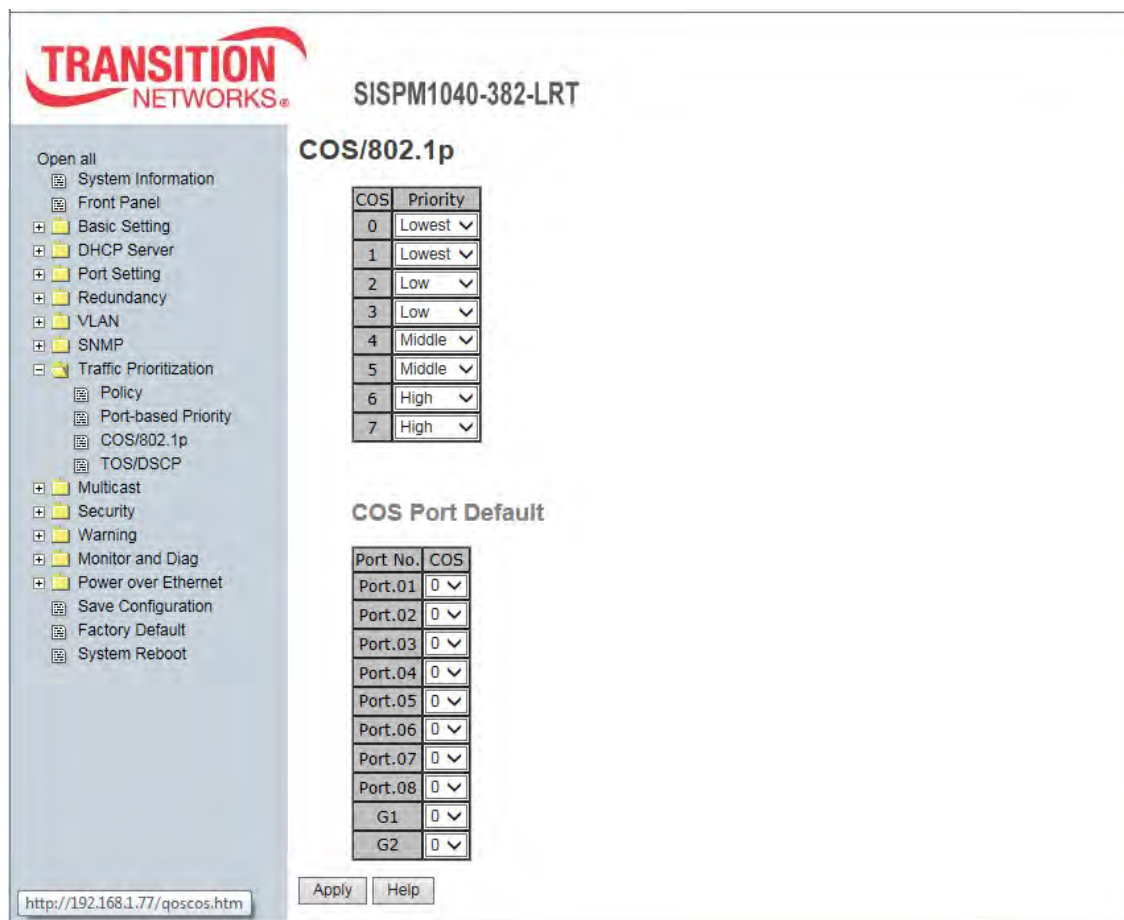 TRANSITION
NETWORKS®
SISPM1040-382-LRT
Open all
System Information
Front Panel
Basic Setting
DHCP Server
Port Setting
Redundancy
VLAN
SNMP
Traffic Prioritization
Policy
Port-based Priority
COS/802.1p
TOS/DSCP
Multicast
Security
Warning
Monitor and Diag
Power over Ethernet
Save Configuration
Factory Default
System Reboot
http://192.168.1.77/qoscos.htm
COS/802.1p
COS Priority
0 Lowest
1 Lowest
2 Low
3 Low
4 Middle
5 Middle
6 High
7 High
COS Port Default
Port No. COS
Port.01 0
Port.02 0
Port.03 0
Port.04 0
Port.05 0
Port.06 0
Port.07 0
Port.08 0
G1 0
G2 0
Apply Help